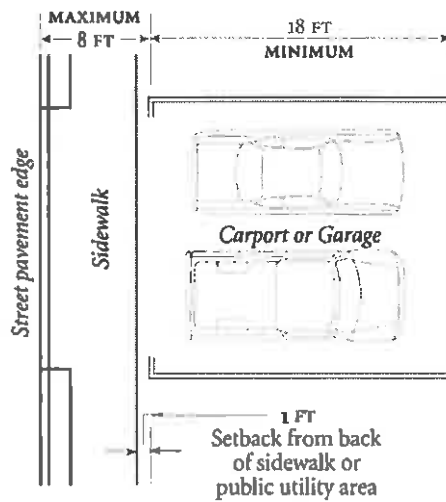 MAXIMUM
8 FT
18 FT
MINIMUM
Street pavement edge
Sidewalk
Carport or Garage
1 FT
Setback from back
of sidewalk or
public utility area